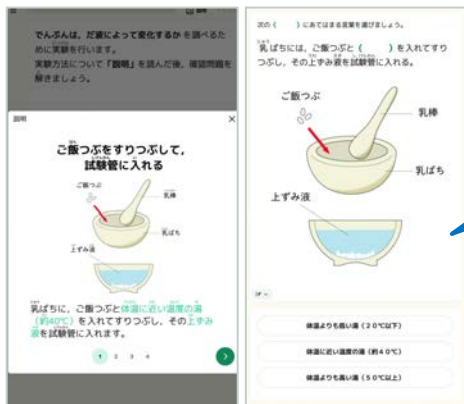 説明
でんぷんは、だ液によって変化するか を調べるた
めに実験を行います。
実験方法について「説明」を読んだ後、確認問題を
解きましょう。
説明 ×
ご飯つぶをすりつぶして，
試験管に入れる
ご飯つぶ
乳棒
乳ばち
上ずみ液
乳ばちに，ご飯つぶと体温に近い温度の湯
（約40℃）を入れてすりつぶし，その上ずみ
液を試験管に入れます。
1 2 3 4
次の（　）にあてはまる言葉を選びましょう。
乳ばちには、ご飯つぶと（　）を入れてすり
つぶし、その上ずみ液を試験管に入れる。
ご飯つぶ
乳棒
乳ばち
上ずみ液
体温よりも低い湯（２０℃以下）
体温に近い温度の湯（約４０℃）
体温よりも高い湯（５０℃以上）